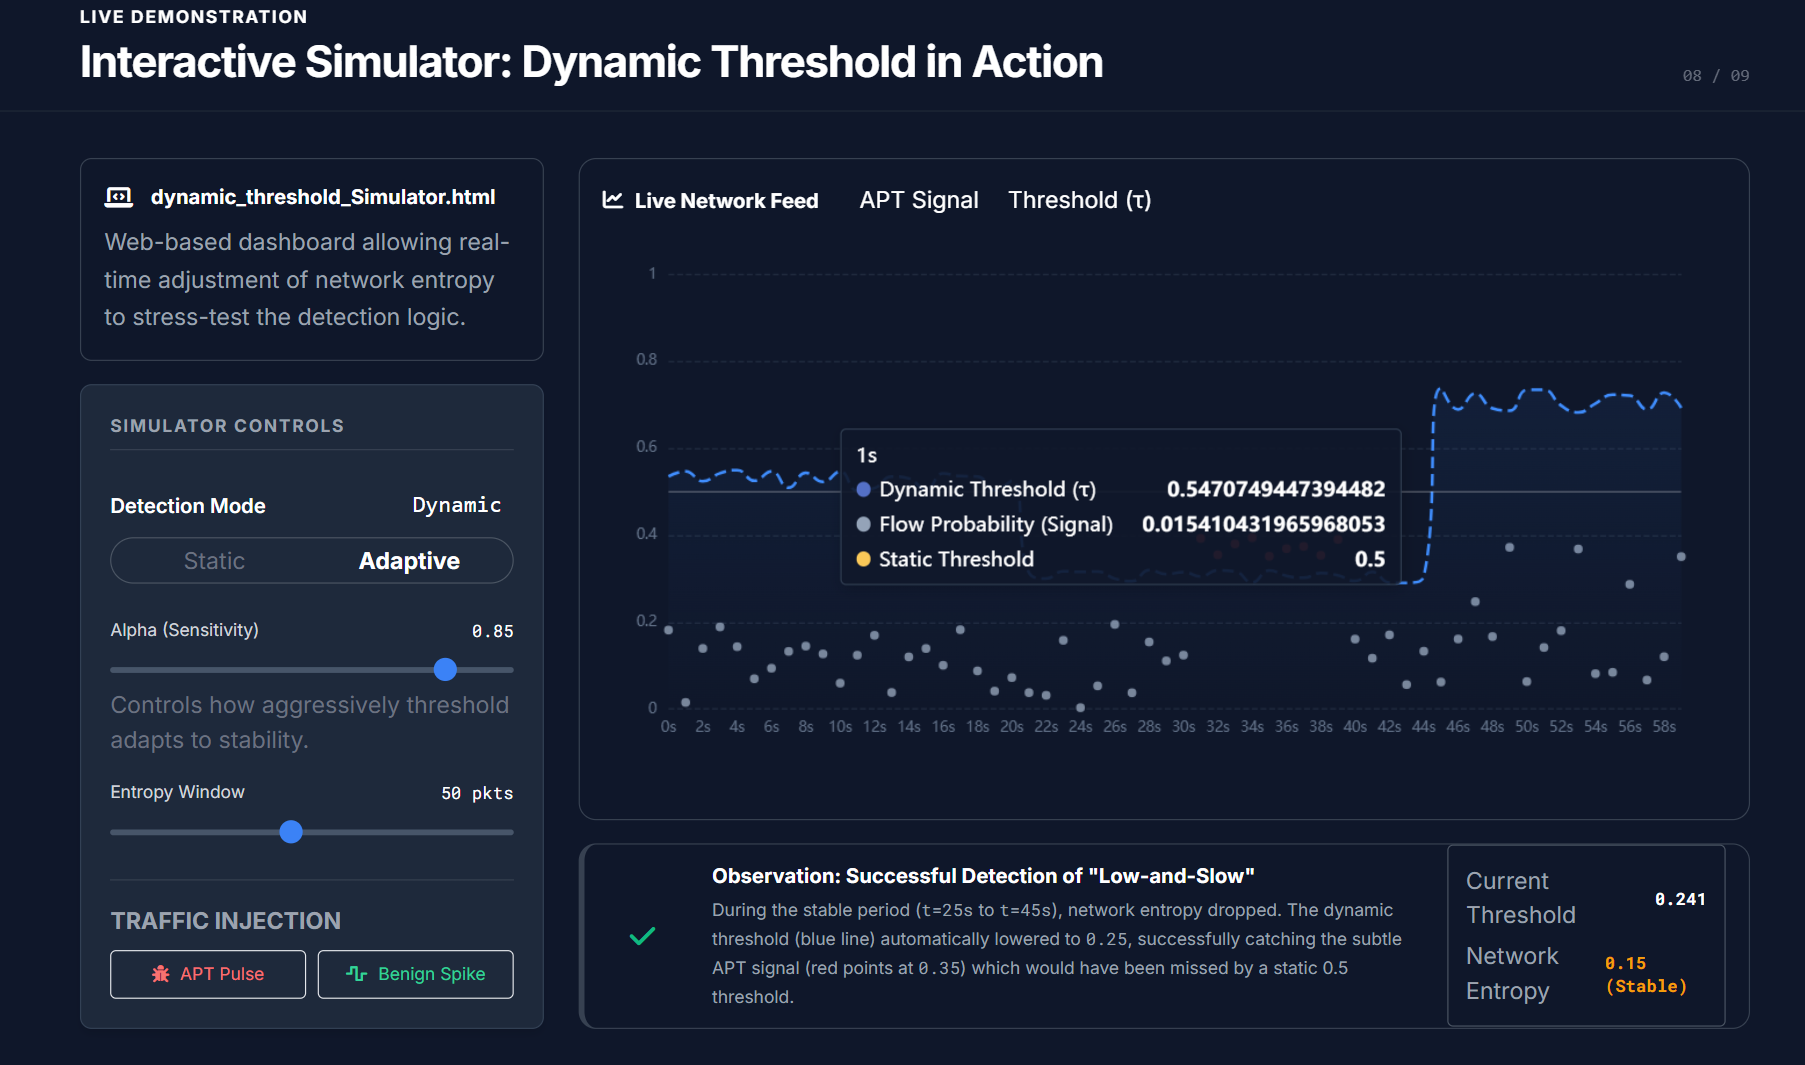 LIVE DEMONSTRATION
Interactive Simulator: Dynamic Threshold in Action
08 / 09
dynamic_threshold_Simulator.html
Web-based dashboard allowing real-
time adjustment of network entropy
to stress-test the detection logic.
SIMULATOR CONTROLS
Detection Mode Dynamic
Static Adaptive
Alpha (Sensitivity) 0.85
Controls how aggressively threshold
adapts to stability.
Entropy Window 50 pkts
TRAFFIC INJECTION
APT Pulse Benign Spike
Live Network Feed APT Signal Threshold (τ)
1
0.8
0.6
0.4
0.2
0
1s
Dynamic Threshold (τ) 0.5470749447394482
Flow Probability (Signal) 0.015410431965968053
Static Threshold 0.5
0s 2s 4s 6s 8s 10s 12s 14s 16s 18s 20s 22s 24s 26s 28s 30s 32s 34s 36s 38s 40s 42s 44s 46s 48s 50s 52s 54s 56s 58s
Observation: Successful Detection of "Low-and-Slow"
During the stable period (t=25s to t=45s), network entropy dropped. The dynamic
threshold (blue line) automatically lowered to 0.25, successfully catching the subtle
APT signal (red points at 0.35) which would have been missed by a static 0.5
threshold.
Current
Threshold
0.241
Network
Entropy
0.15
(Stable)